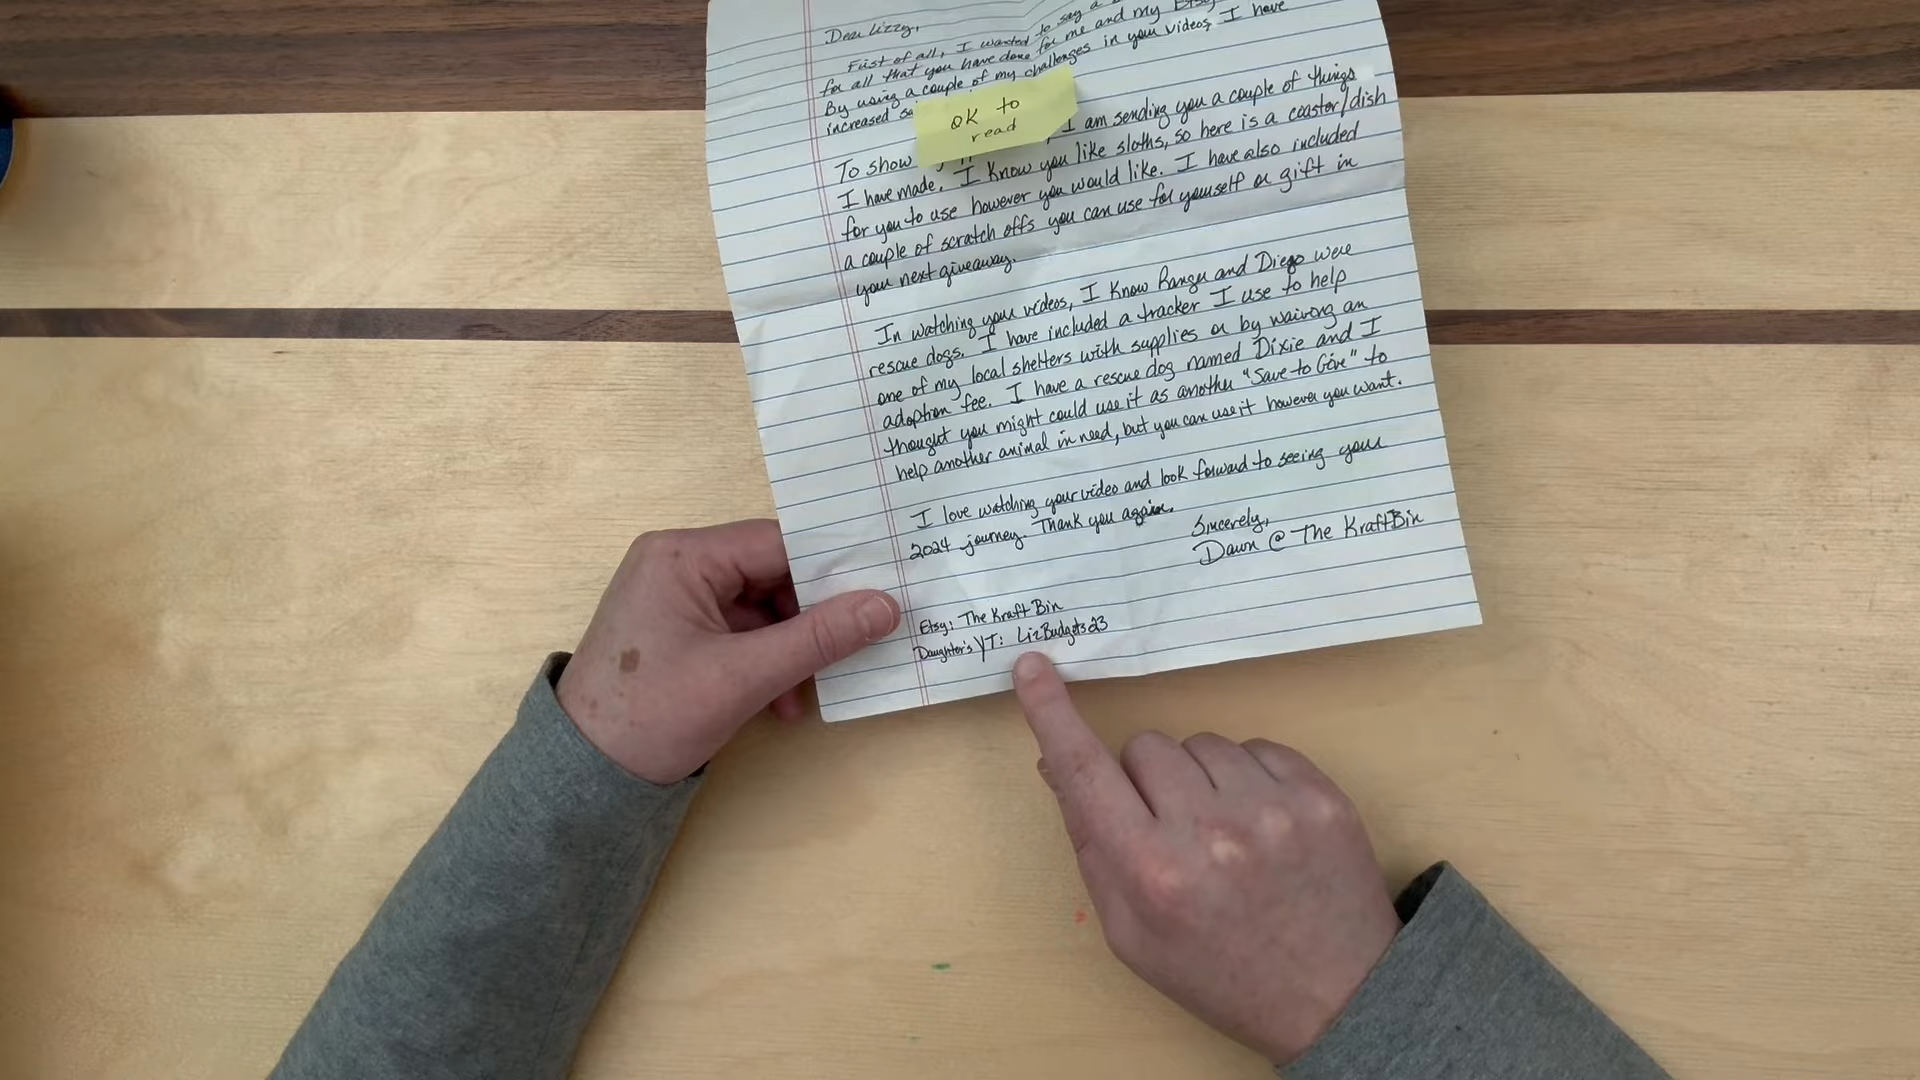 Dear Lizzy,
First of all, I wanted to say a
for all that you have done for me and my Etsy
By using a couple of my challenges in your videos, I have
increased
OK to
read
To show I am sending you a couple of things
I have made. I know you like sloths, so here is a coaster/dish
for you to use however you would like. I have also included
a couple of scratch offs you can use for yourself or gift in
your next giveaway.
In watching your videos, I know Ranger and Diego were
rescue dogs. I have included a tracker I use to help
one of my local shelters with supplies or by waiving an
adoption fee. I have a rescue dog named Dixie and I
thought you might could use it as another "Save to Give" to
help another animal in need, but you can use it however you want.
I love watching your video and look forward to seeing your
2024 journey. Thank you again.
Sincerely,
Dawn @ The KraftBin
Etsy: The Kraft Bin
Daughter's YT: LizBudgets23